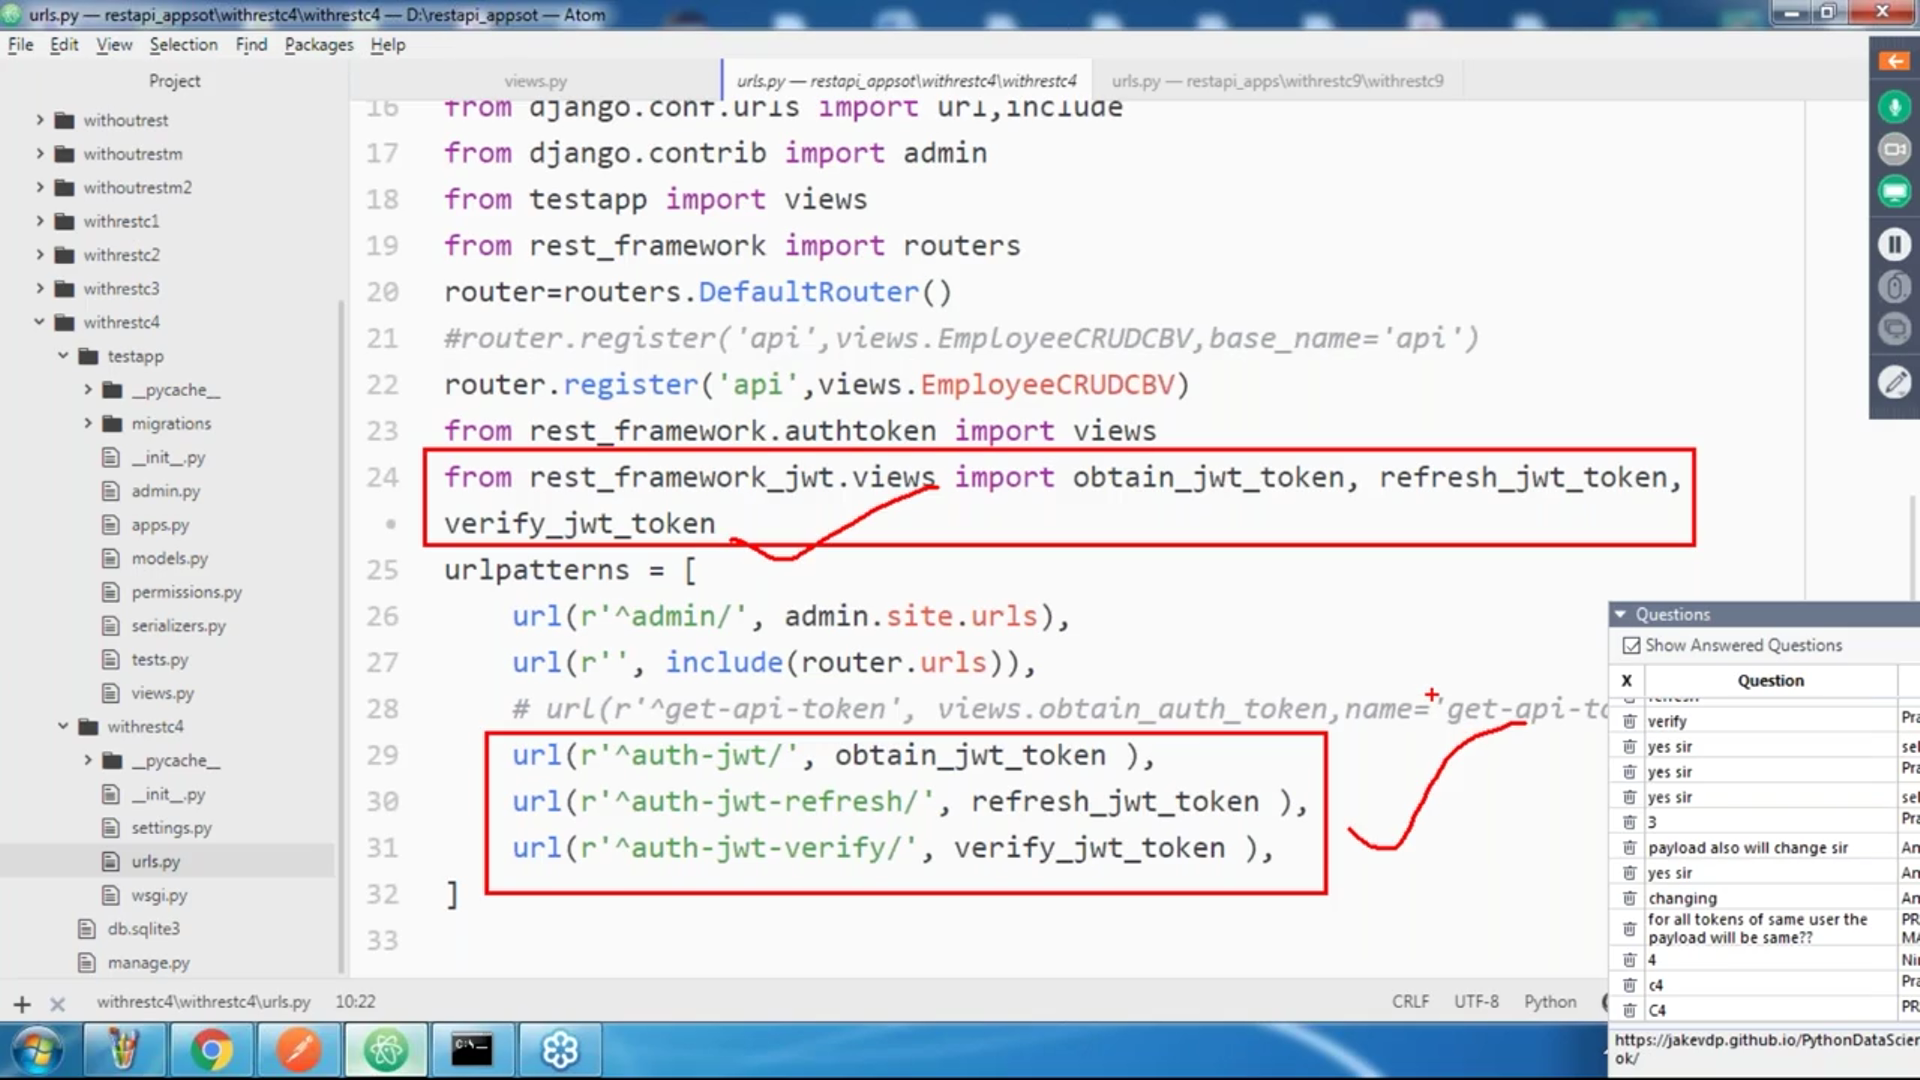 urls.py — restapi_appsot\withrestc4\withrestc4 — D:\restapi_appsot — Atom
File Edit View Selection Find Packages Help
Project
withoutrest
withoutrestm
withoutrestm2
withrestc1
withrestc2
withrestc3
withrestc4
testapp
__pycache__
migrations
__init__.py
admin.py
apps.py
models.py
permissions.py
serializers.py
tests.py
views.py
withrestc4
__pycache__
__init__.py
settings.py
urls.py
wsgi.py
db.sqlite3
manage.py
views.py
urls.py — restapi_appsot\withrestc4\withrestc4
urls.py — restapi_apps\withrestc9\withrestc9
16 from django.conf.urls import url,include
17 from django.contrib import admin
18 from testapp import views
19 from rest_framework import routers
20 router=routers.DefaultRouter()
21 #router.register('api',views.EmployeeCRUDCBV,base_name='api')
22 router.register('api',views.EmployeeCRUDCBV)
23 from rest_framework.authtoken import views
24 from rest_framework_jwt.views import obtain_jwt_token, refresh_jwt_token,
verify_jwt_token
25 urlpatterns = [
26 url(r'^admin/', admin.site.urls),
27 url(r'', include(router.urls)),
28 # url(r'^get-api-token', views.obtain_auth_token,name='get-api-to
29 url(r'^auth-jwt/', obtain_jwt_token ),
30 url(r'^auth-jwt-refresh/', refresh_jwt_token ),
31 url(r'^auth-jwt-verify/', verify_jwt_token ),
32 ]
33
withrestc4\withrestc4\urls.py 10:22
CRLF UTF-8 Python
Questions
Show Answered Questions
X Question
refresh
verify Pra
yes sir sel
yes sir Pra
yes sir sel
3 Pra
payload also will change sir An
yes sir An
changing An
for all tokens of same user the PR
payload will be same?? MA
4 Nir
c4 Pra
C4 PR
https://jakevdp.github.io/PythonDataScien
ok/
C:\